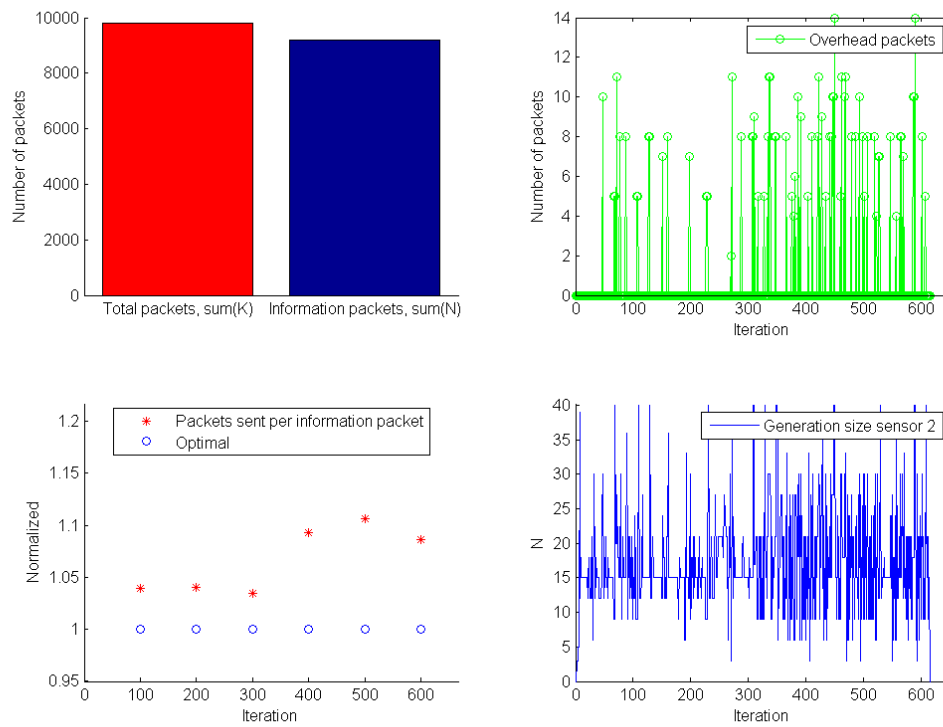 10000
8000
6000
4000
2000
0
Number of packets
Total packets, sum(K)
Information packets, sum(N)
14
12
10
8
6
4
2
0
Number of packets
Overhead packets
0 100 200 300 400 500 600
Iteration
1.2
1.15
1.1
1.05
1
0.95
Normalized
Packets sent per information packet
Optimal
0 100 200 300 400 500 600
Iteration
40
35
30
25
20
15
10
5
0
N
Generation size sensor 2
0 100 200 300 400 500 600
Iteration